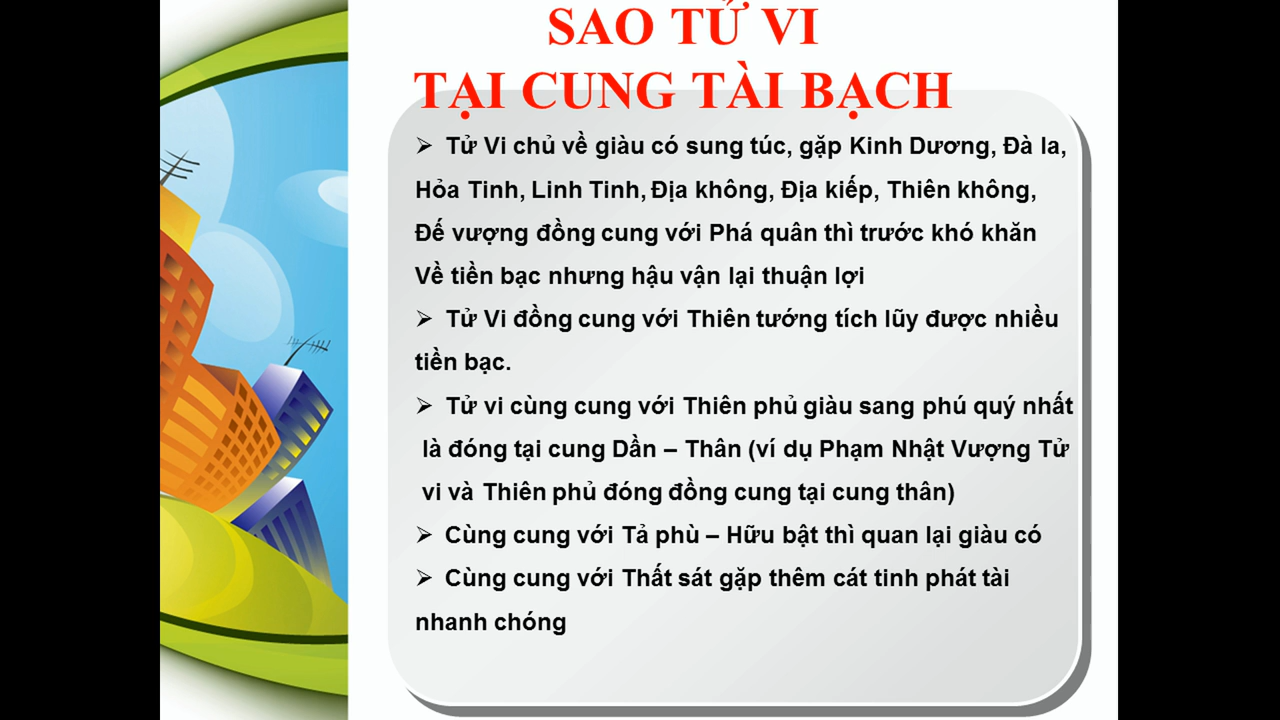 SAO TỬ VI
TẠI CUNG TÀI BẠCH
➢ Tử Vi chủ về giàu có sung túc, gặp Kinh Dương, Đà la,
Hỏa Tinh, Linh Tinh, Địa không, Địa kiếp, Thiên không,
Đế vượng đồng cung với Phá quân thì trước khó khăn
Về tiền bạc nhưng hậu vận lại thuận lợi
➢ Tử Vi đồng cung với Thiên tướng tích lũy được nhiều
tiền bạc.
➢ Tử vi cùng cung với Thiên phủ giàu sang phú quý nhất
là đóng tại cung Dần – Thân (ví dụ Phạm Nhật Vượng Tử
vi và Thiên phủ đóng đồng cung tại cung thân)
➢ Cùng cung với Tả phù – Hữu bật thì quan lại giàu có
➢ Cùng cung với Thất sát gặp thêm cát tinh phát tài
nhanh chóng